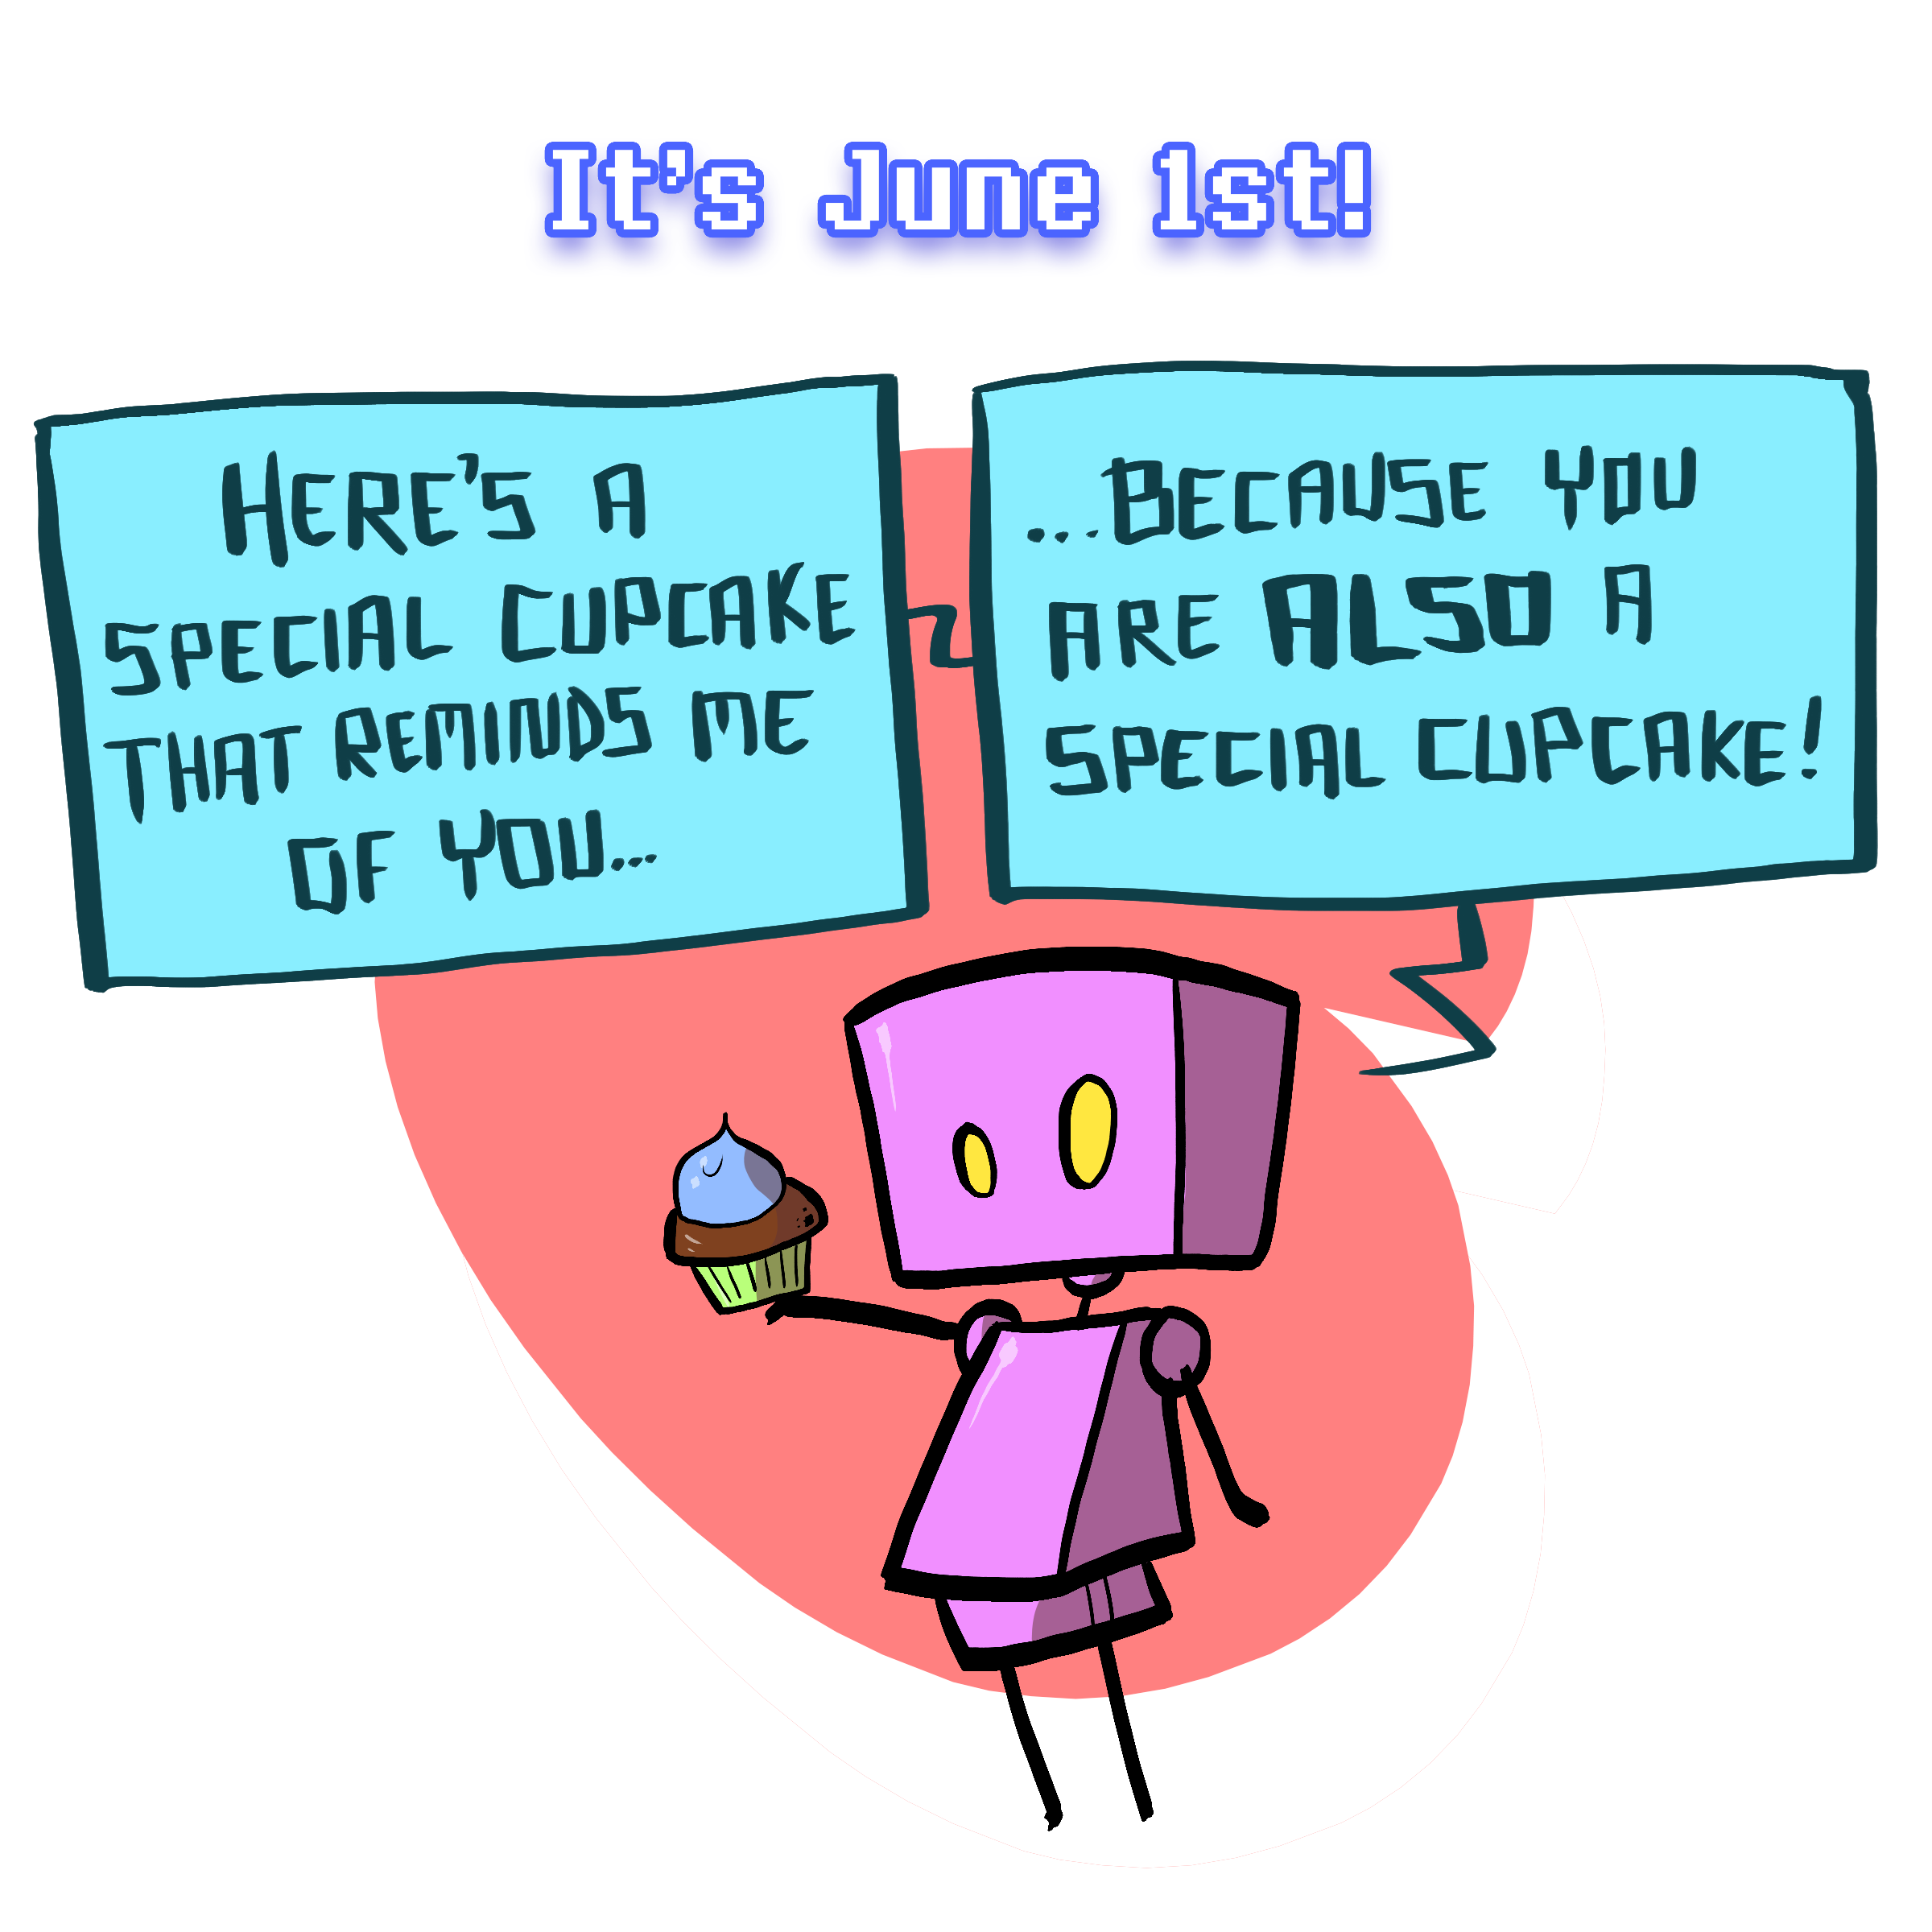 It's June 1st!
HERE'S A
SPECIAL CUPCAKE
THAT REMINDS ME
OF YOU...
...BECAUSE YOU
ARE ALSO A
SPECIAL CUPCAKE!